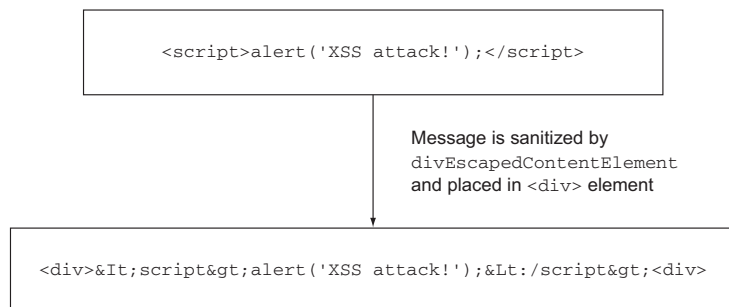 <script>alert('XSS attack!');</script>
Message is sanitized by
divEscapedContentElement
and placed in <div> element
<div>&It;script&gt;alert('XSS attack!');&Lt:/script&gt;<div>